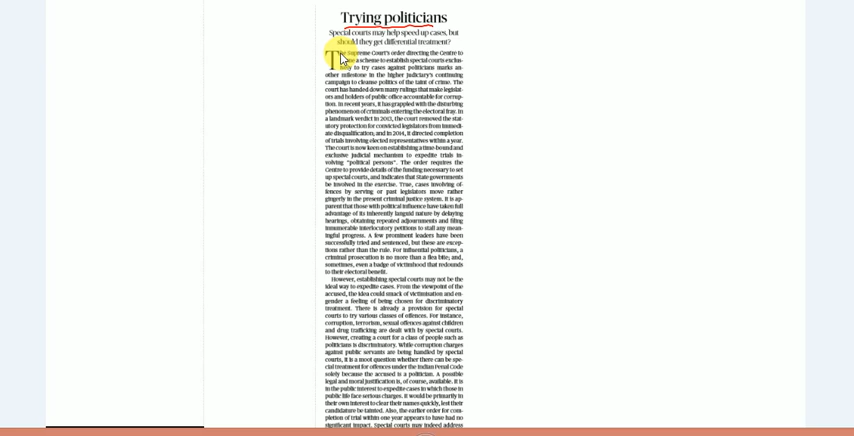 Trying politicians
Special courts may help speed up cases, but
should they get differential treatment?
The Supreme Court's order directing the Centre to
a scheme to establish special courts exclu-
to try cases against politicians marks an-
other milestone in the higher judiciary's continuing
campaign to cleanse politics of the taint of crime. The
court has handed down many rulings that make legislat-
ors and holders of public office accountable for corrup-
tion. In recent years, it has grappled with the disturbing
phenomenon of criminals entering the electoral fray. In
a landmark verdict in 2013, the court removed the stat-
utory protection for convicted legislators from immedi-
ate disqualification; and in 2014, it directed completion
of trials involving elected representatives within a year.
The court is now keen on establishing a time-bound and
exclusive judicial mechanism to expedite trials in-
volving "political persons". The order requires the
Centre to provide details of the funding necessary to set
up special courts, and indicates that State governments
be involved in the exercise. True, cases involving of-
fences by serving or past legislators move rather
gingerly in the present criminal justice system. It is ap-
parent that those with political influence have taken full
advantage of its inherently languid nature by delaying
hearings, obtaining repeated adjournments and filing
innumerable interlocutory petitions to stall any mean-
ingful progress. A few prominent leaders have been
successfully tried and sentenced, but these are excep-
tions rather than the rule. For influential politicians, a
criminal prosecution is no more than a flea bite; and,
sometimes, even a badge of victimhood that redounds
to their electoral benefit.
However, establishing special courts may not be the
ideal way to expedite cases. From the viewpoint of the
accused, the idea could smack of victimisation and en-
gender a feeling of being chosen for discriminatory
treatment. There is already a provision for special
courts to try various classes of offences. For instance,
corruption, terrorism, sexual offences against children
and drug trafficking are dealt with by special courts.
However, creating a court for a class of people such as
politicians is discriminatory. While corruption charges
against public servants are being handled by special
courts, it is a moot question whether there can be spe-
cial treatment for offences under the Indian Penal Code
solely because the accused is a politician. A possible
legal and moral justification is, of course, available. It is
in the public interest to expedite cases in which those in
public life face serious charges. It would be primarily in
their own interest to clear their names quickly, lest their
candidature be tainted. Also, the earlier order for com-
pletion of trial within one year appears to have had no
significant impact. Special courts may indeed address